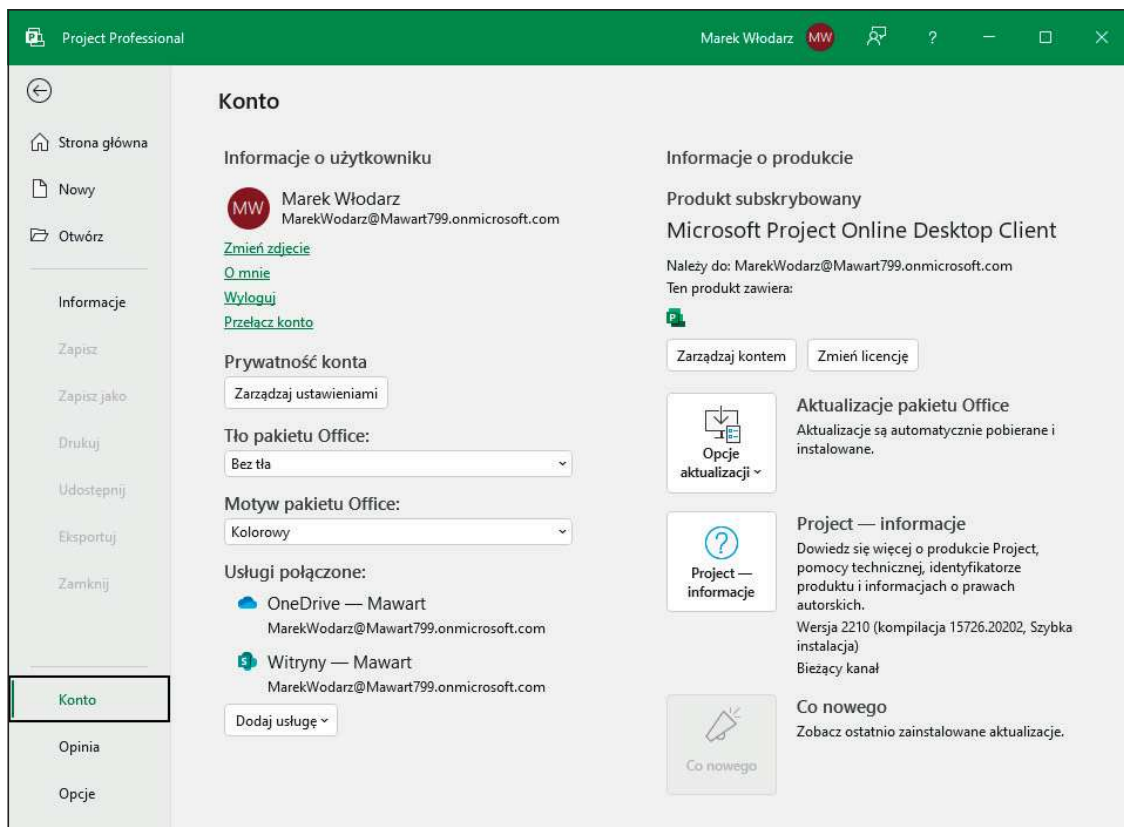 Project Professional
Marek Włodarz MW ?
Strona główna
Nowy
Otwórz
Informacje
Zapisz
Zapisz jako
Drukuj
Udostępnij
Eksportuj
Zamknij
Konto
Opinia
Opcje
Konto
Informacje o użytkowniku
MW
Marek Włodarz
MarekWodarz@Mawart799.onmicrosoft.com
Zmień zdjęcie
O mnie
Wyloguj
Przełącz konto
Prywatność konta
Zarządzaj ustawieniami
Tło pakietu Office:
Bez tła
Motyw pakietu Office:
Kolorowy
Usługi połączone:
OneDrive — Mawart
MarekWodarz@Mawart799.onmicrosoft.com
Witryny — Mawart
MarekWodarz@Mawart799.onmicrosoft.com
Dodaj usługę
Informacje o produkcie
Produkt subskrybowany
Microsoft Project Online Desktop Client
Należy do: MarekWodarz@Mawart799.onmicrosoft.com
Ten produkt zawiera:
Zarządzaj kontem Zmień licencję
Opcje
aktualizacji
Aktualizacje pakietu Office
Aktualizacje są automatycznie pobierane i
instalowane.
Project —
informacje
Project — informacje
Dowiedz się więcej o produkcie Project,
pomocy technicznej, identyfikatorze
produktu i informacjach o prawach
autorskich.
Wersja 2210 (kompilacja 15726.20202, Szybka
instalacja)
Bieżący kanał
Co nowego
Co nowego
Zobacz ostatnio zainstalowane aktualizacje.